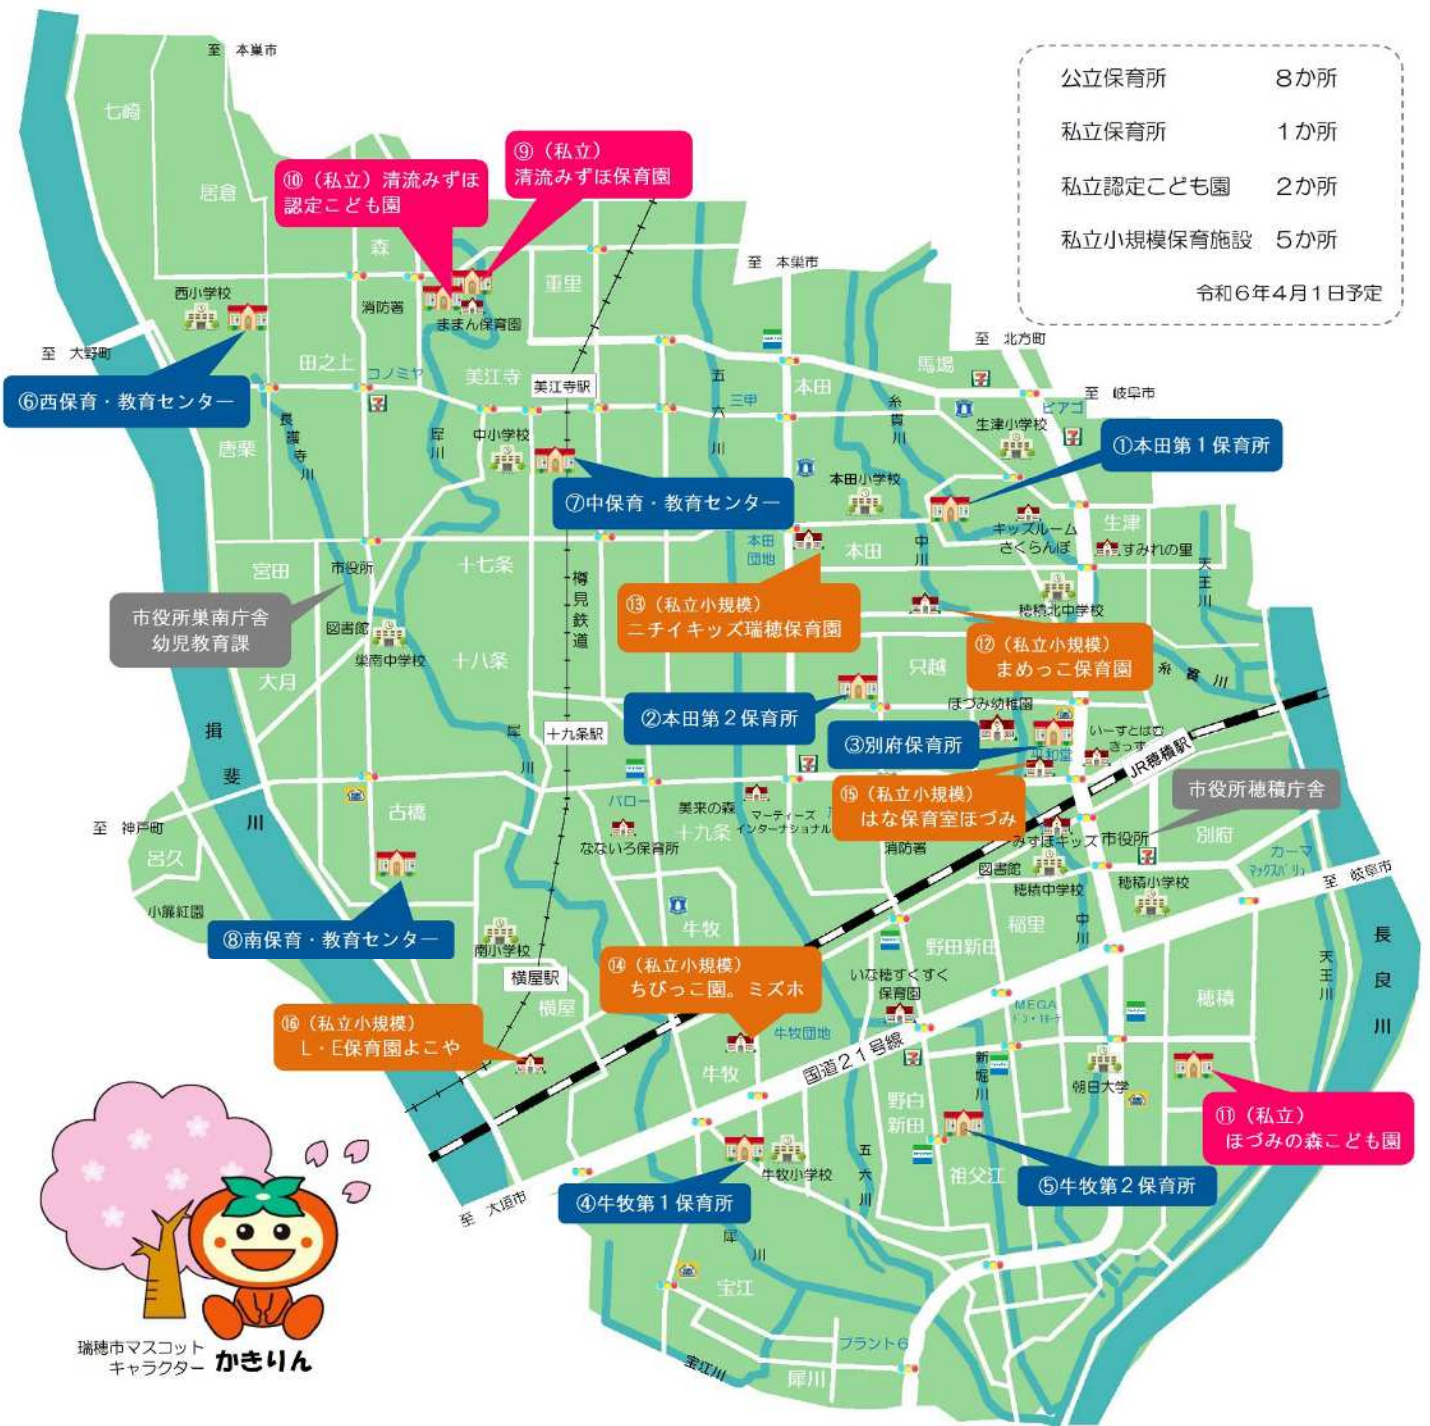 至 本巣市
七崎
居倉
⑩（私立）清流みずほ
認定こども園
⑨（私立）
清流みずほ保育園
公立保育所 8か所
私立保育所 1か所
私立認定こども園 2か所
私立小規模保育施設 5か所
令和6年4月1日予定
森
重里
至 本巣市
西小学校
消防署
ままん保育園
至 大野町
田之上
コノミヤ
美江寺
美江寺駅
五六川
三甲
本田
糸貫川
馬場
至 北方町
至 岐阜市
ピアゴ
生津小学校
⑥西保育・教育センター
唐栗
長護寺川
犀川
中小学校
⑦中保育・教育センター
本田小学校
①本田第1保育所
本田団地
本田
中川
キッズルーム
さくらんぼ
生津
すみれの里
天王川
穂積北中学校
宮田
市役所
十七条
樽見鉄道
市役所巣南庁舎
幼児教育課
図書館
巣南中学校
大月
十八条
⑬（私立小規模）
ニチイキッズ瑞穂保育園
⑫（私立小規模）
まめっこ保育園
只越
糸貫川
②本田第2保育所
ほづみ幼稚園
③別府保育所
平和堂
いーすとはむ
きっず
JR穂積駅
揖斐川
犀川
十九条駅
市役所穂積庁舎
⑮（私立小規模）
はな保育室ほづみ
古橋
バロー
美来の森
マーティーズ
インターナショナル
十九条
なないろ保育所
消防署
みずほキッズ
市役所
別府
カーマ
マックスバリュ
至 岐阜市
図書館
穂積中学校
穂積小学校
至 神戸町
呂久
小簾紅園
⑧南保育・教育センター
南小学校
牛牧
稲里
中川
野田新田
横屋駅
横屋
⑭（私立小規模）
ちびっこ園。ミズホ
いな穂すくすく
保育園
MEGA
穂積
天王川
長良川
⑯（私立小規模）
L・E保育園よこや
牛牧団地
牛牧
国道21号線
新堀川
朝日大学
野白
新田
⑪（私立）
ほづみの森こども園
牛牧小学校
五六川
祖父江
⑤牛牧第2保育所
④牛牧第1保育所
至 大垣市
犀川
宝江
プラント6
宝江川
犀川
瑞穂市マスコット
キャラクター かきりん